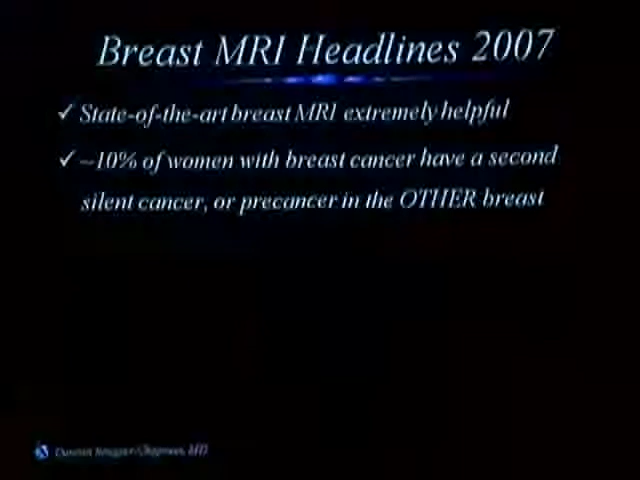 Breast MRI Headlines 2007
✓ State-of-the-art breast MRI extremely helpful
✓ ~10% of women with breast cancer have a second
silent cancer, or precancer in the OTHER breast
MD